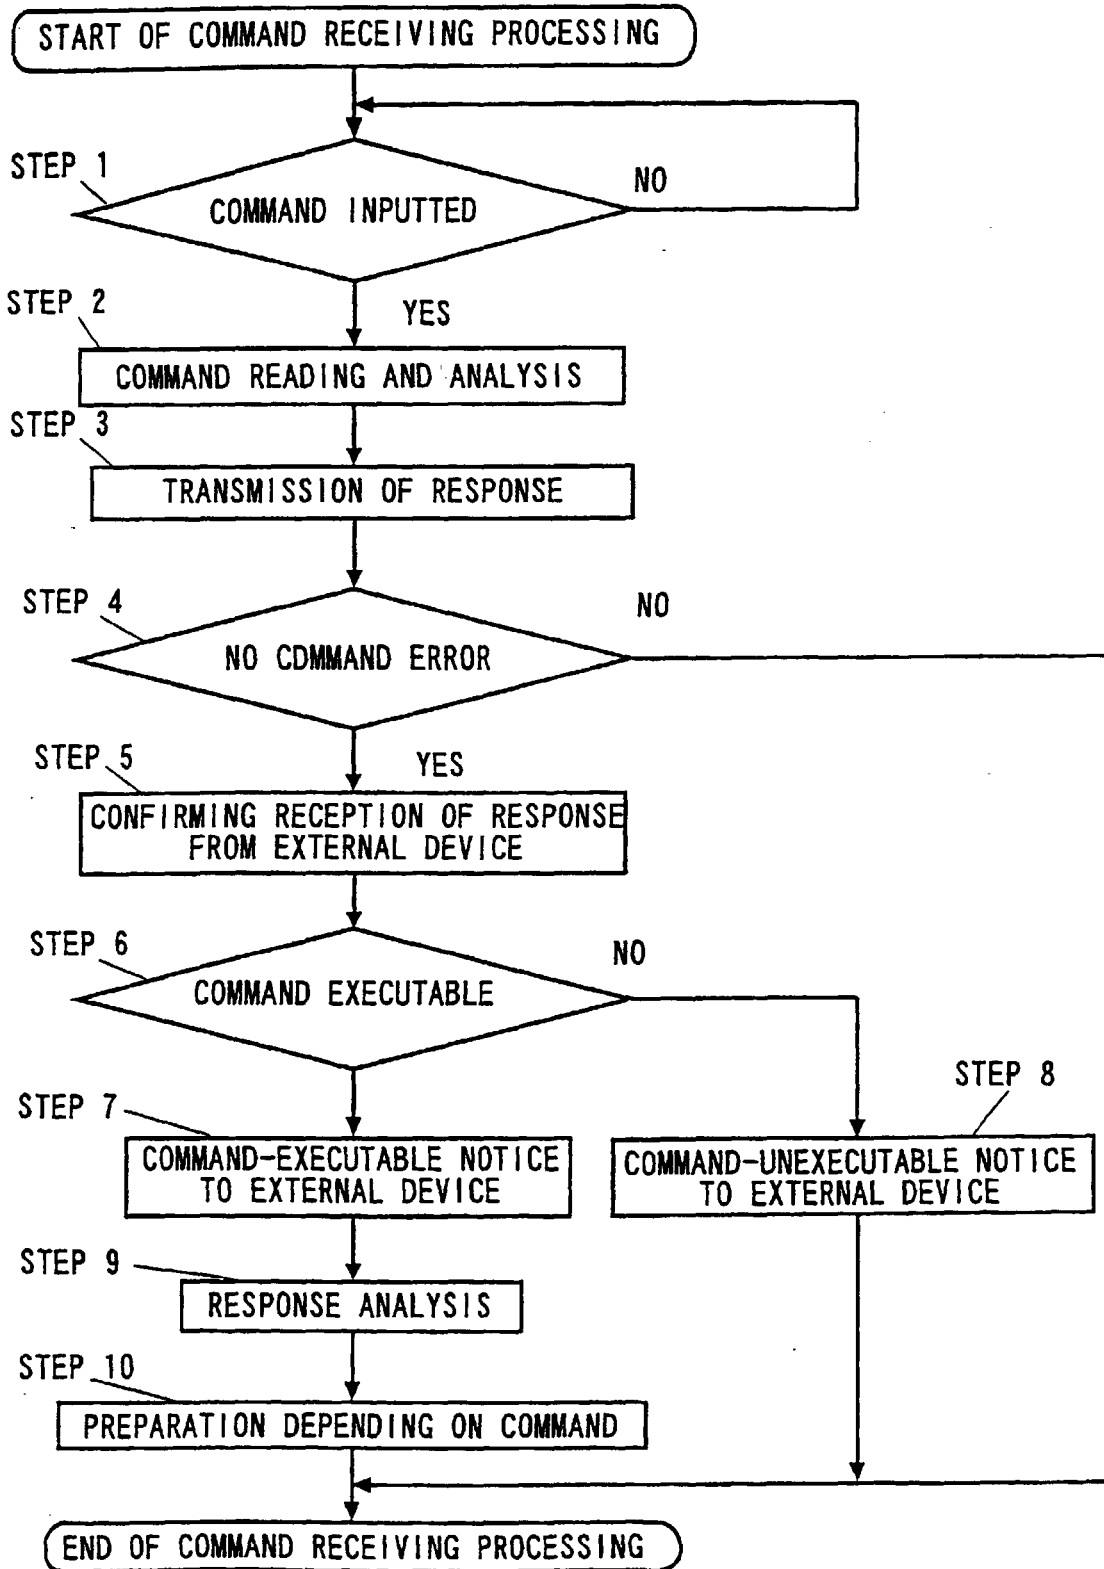 START OF COMMAND RECEIVING PROCESSING
STEP 1
NO
COMMAND INPUTTED
STEP 2
YES
COMMAND READING AND ANALYSIS
STEP 3
TRANSMISSION OF RESPONSE
STEP 4
NO
NO CDMMAND ERROR
STEP 5
YES
CONFIRMING RECEPTION OF RESPONSE
FROM EXTERNAL DEVICE
STEP 6
NO
COMMAND EXECUTABLE
STEP 7
STEP 8
COMMAND-EXECUTABLE NOTICE
TO EXTERNAL DEVICE
COMMAND-UNEXECUTABLE NOTICE
TO EXTERNAL DEVICE
STEP 9
RESPONSE ANALYSIS
STEP 10
PREPARATION DEPENDING ON COMMAND
END OF COMMAND RECEIVING PROCESSING